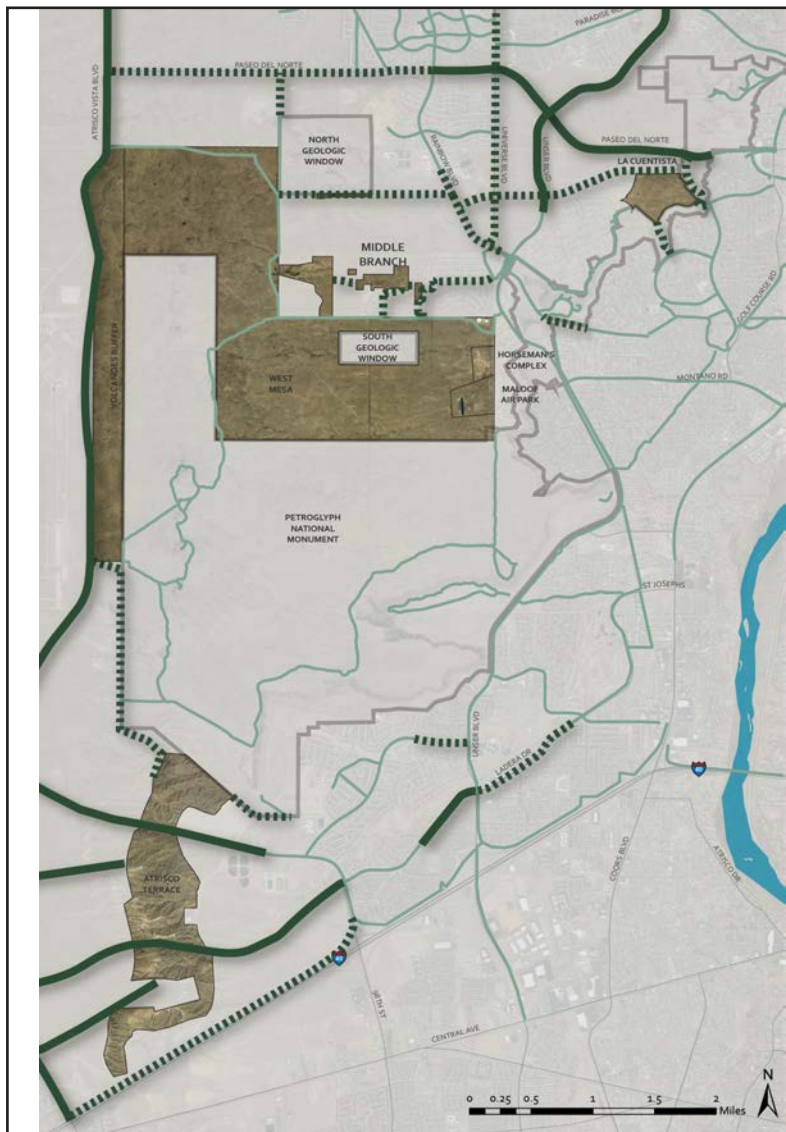 PARADISE BLVD
ATRISCO VISTA BLVD
PASEO DEL NORTE
NORTH
GEOLOGIC
WINDOW
RAINBOW BLVD
UNIVERSE BLVD
UNSER BLVD
PASEO DEL NORTE
LA CUENTISTA
MIDDLE
BRANCH
GOLF COURSE RD
VOLCANOES BUFFER
SOUTH
GEOLOGIC
WINDOW
WEST
MESA
HORSEMAN'S
COMPLEX
MALOOF
AIR PARK
MONTANO RD
PETROGLYPH
NATIONAL
MONUMENT
ST JOSEPHS
UNSER BLVD
LADERA DR
40
COORS BLVD
ATRISCO DR
ATRISCO
TERRACE
40
98TH ST
CENTRAL AVE
N
0 0.25 0.5 1 1.5 2
Miles